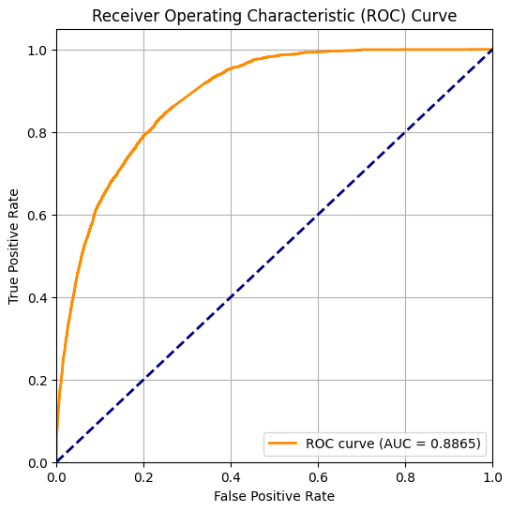 Receiver Operating Characteristic (ROC) Curve
1.0
0.8
0.6
0.4
0.2
0.0
True Positive Rate
ROC curve (AUC = 0.8865)
0.0 0.2 0.4 0.6 0.8 1.0
False Positive Rate